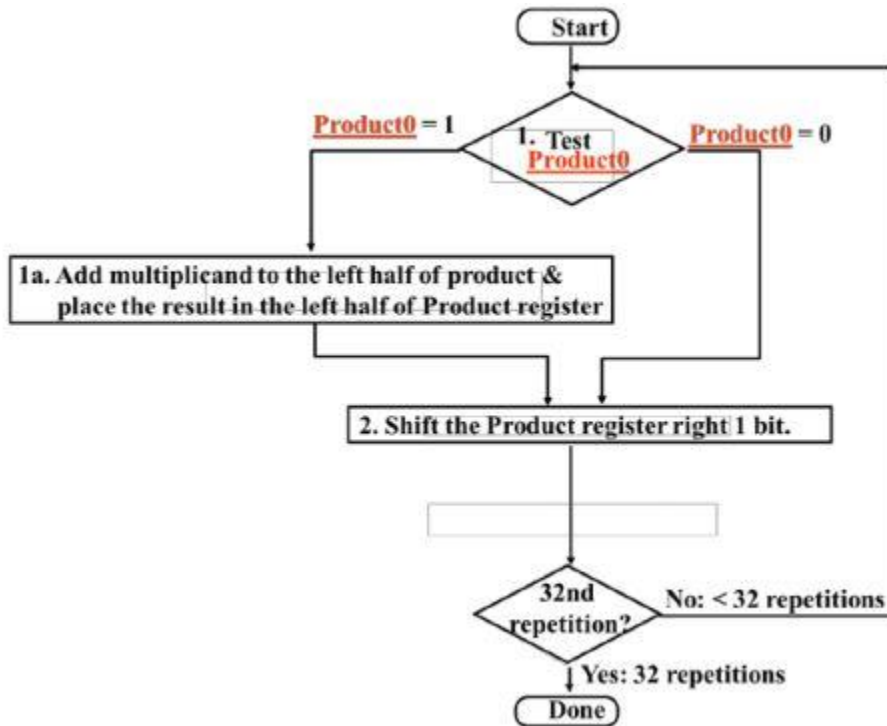 Start
Product0 = 1
1. Test
Product0
Product0 = 0
1a. Add multiplicand to the left half of product &
place the result in the left half of Product register
2. Shift the Product register right 1 bit.
32nd
repetition?
No: < 32 repetitions
Yes: 32 repetitions
Done